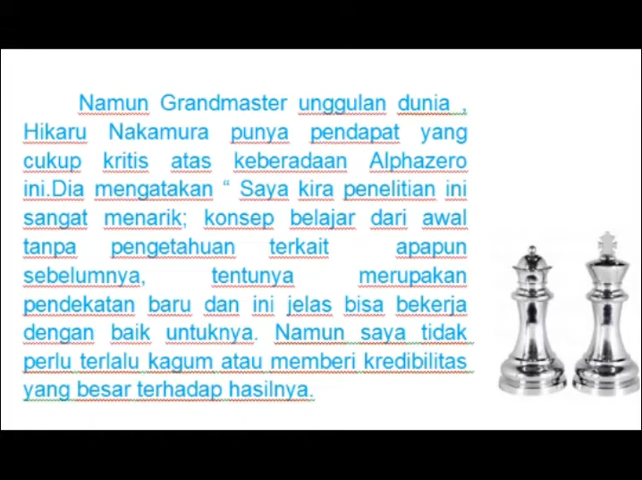 Namun Grandmaster unggulan dunia ,
Hikaru Nakamura punya pendapat yang
cukup kritis atas keberadaan Alphazero
ini.Dia mengatakan “ Saya kira penelitian ini
sangat menarik; konsep belajar dari awal
tanpa pengetahuan terkait apapun
sebelumnya, tentunya merupakan
pendekatan baru dan ini jelas bisa bekerja
dengan baik untuknya. Namun saya tidak
perlu terlalu kagum atau memberi kredibilitas
yang besar terhadap hasilnya.